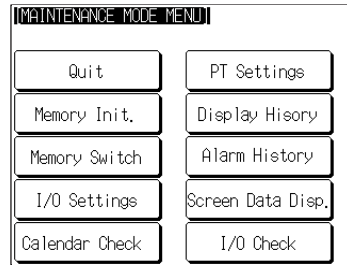 [MAINTENANCE MODE MENU]
Quit
PT Settings
Memory Init.
Display Hisory
Memory Switch
Alarm History
I/O Settings
Screen Data Disp.
Calendar Check
I/O Check